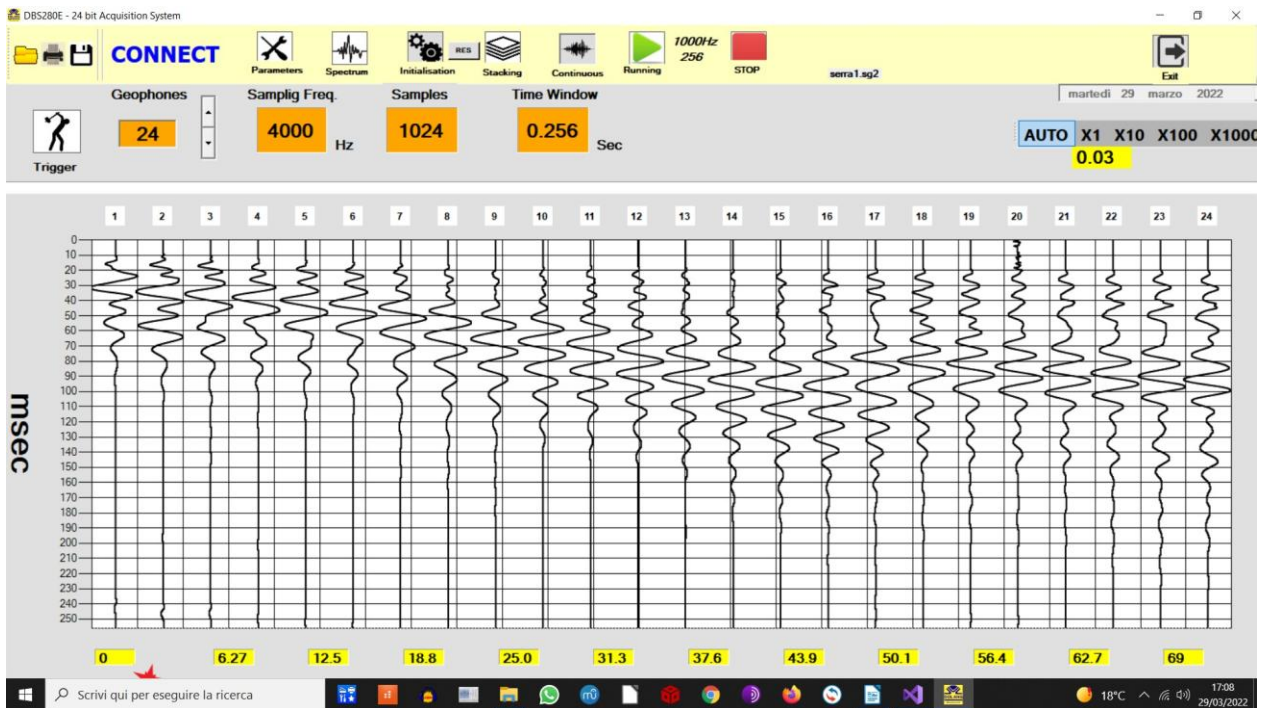 DBS280E - 24 bit Acquisition System
CONNECT
Parameters
Spectrum
Initialisation
RES
Stacking
Continuous
Running
1000Hz
256
STOP
serra1.sg2
Exit
Geophones
Samplig Freq.
Samples
Time Window
martedì 29 marzo 2022
24
4000 Hz
1024
0.256 Sec
Trigger
AUTO X1 X10 X100 X1000
0.03
1 2 3 4 5 6 7 8 9 10 11 12 13 14 15 16 17 18 19 20 21 22 23 24
msec
0
10
20
30
40
50
60
70
80
90
100
110
120
130
140
150
160
170
180
190
200
210
220
230
240
250
0 6.27 12.5 18.8 25.0 31.3 37.6 43.9 50.1 56.4 62.7 69
Scrivi qui per eseguire la ricerca
18°C
17:08
29/03/2022